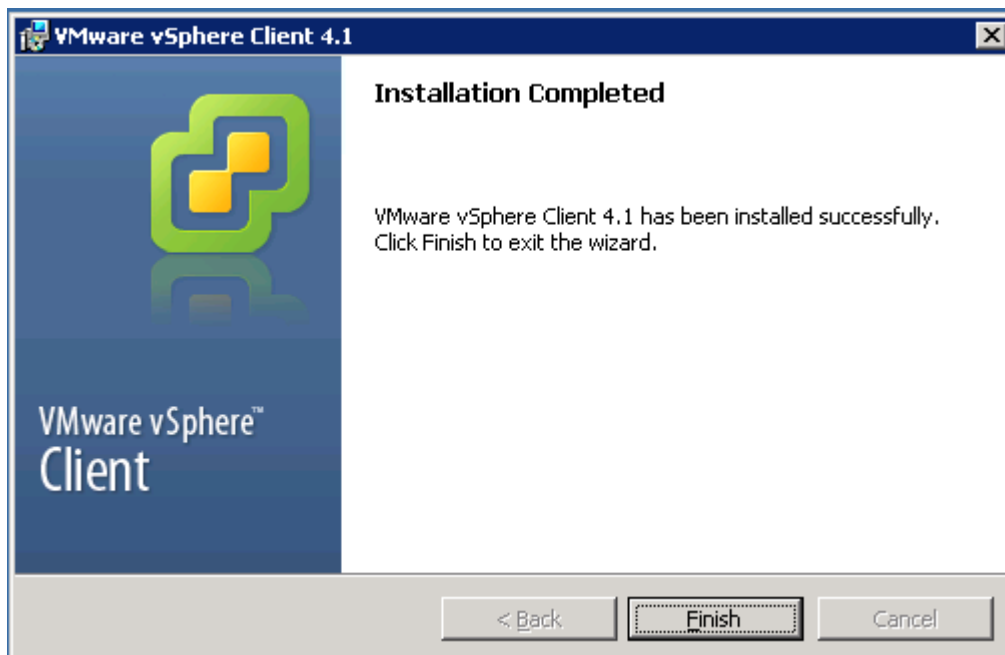 VMware vSphere Client 4.1
Installation Completed
VMware vSphere Client 4.1 has been installed successfully.
Click Finish to exit the wizard.
VMware vSphere™
Client
< Back
Finish
Cancel